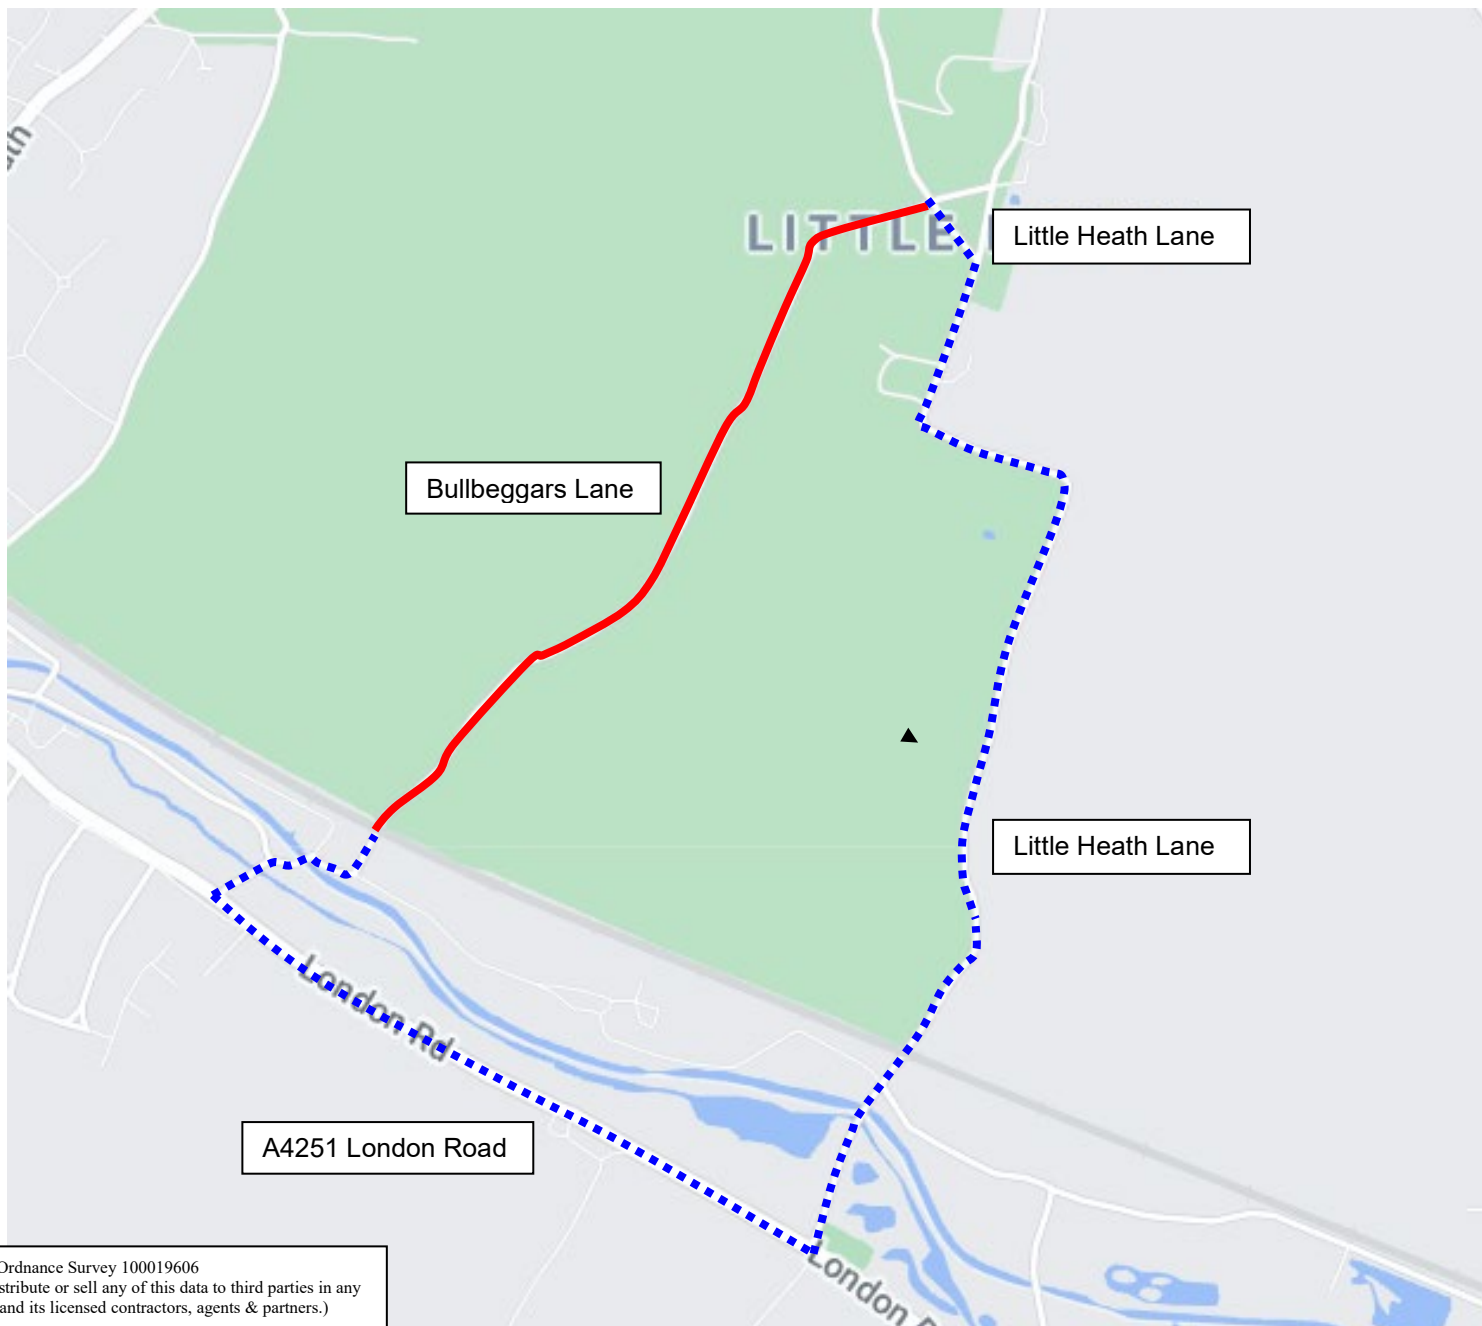 LITTLE
Little Heath Lane
Bullbeggars Lane
Little Heath Lane
London Rd
A4251 London Road
London
Ordnance Survey 100019606
stribute or sell any of this data to third parties in any
and its licensed contractors, agents & partners.)